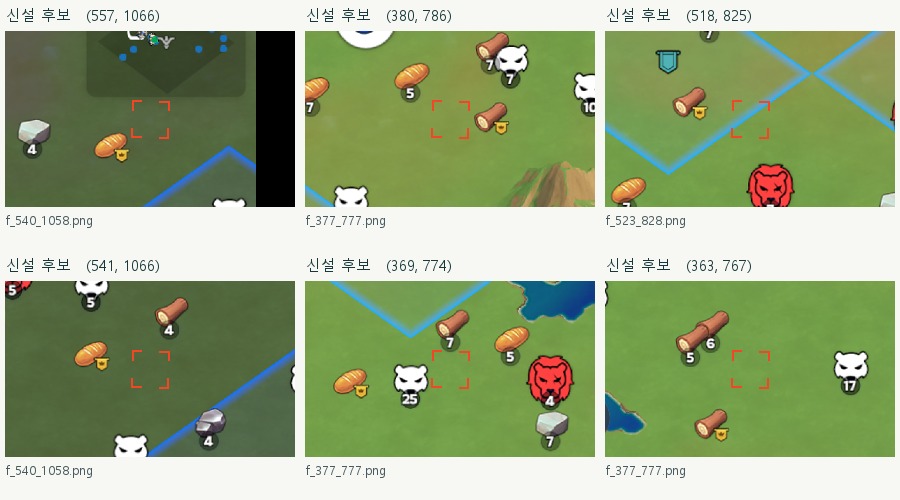 신설 후보 (557, 1066)
신설 후보 (380, 786)
신설 후보 (518, 825)
4
7
5
7
7
10
7
f_540_1058.png
f_377_777.png
f_523_828.png
신설 후보 (541, 1066)
신설 후보 (369, 774)
신설 후보 (363, 767)
5
5
4
4
7
5
25
4
7
5
6
17
f_540_1058.png
f_377_777.png
f_377_777.png